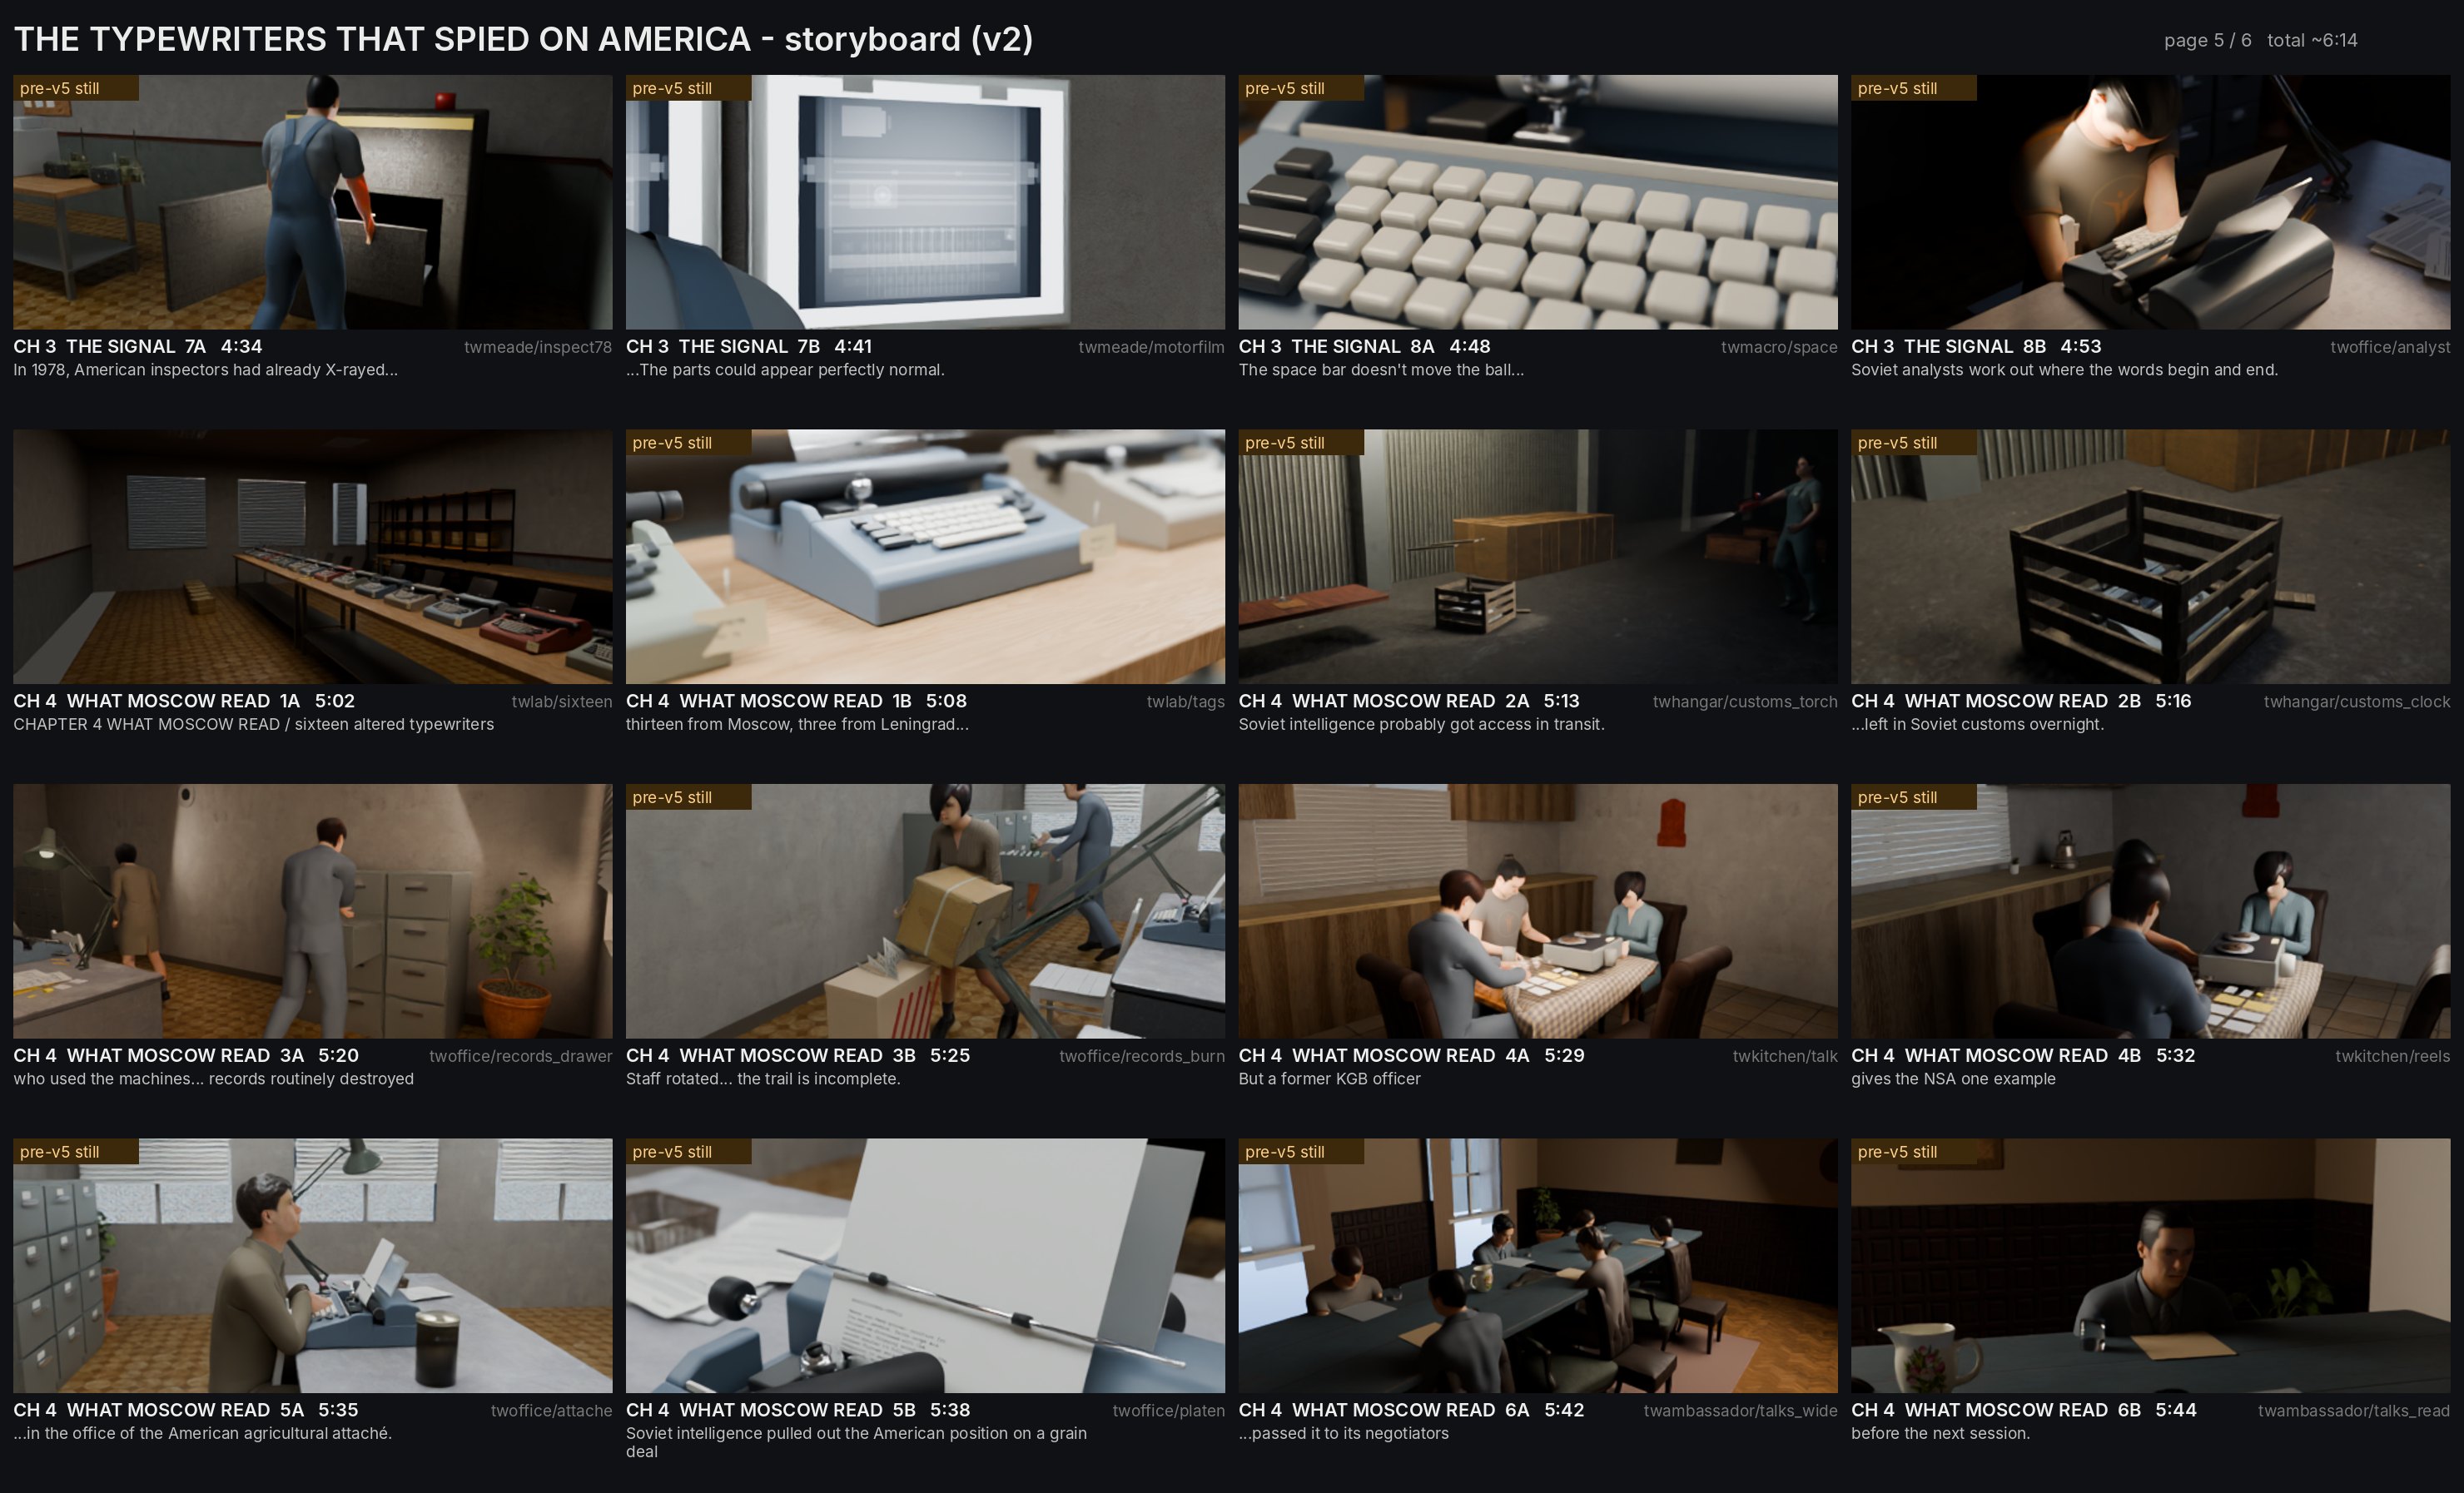 THE TYPEWRITERS THAT SPIED ON AMERICA - storyboard (v2)
page 5 / 6 total ~6:14
pre-v5 still
pre-v5 still
pre-v5 still
pre-v5 still
CH 3 THE SIGNAL 7A 4:34
twmeade/inspect78
In 1978, American inspectors had already X-rayed...
CH 3 THE SIGNAL 7B 4:41
twmeade/motorfilm
...The parts could appear perfectly normal.
CH 3 THE SIGNAL 8A 4:48
twmacro/space
The space bar doesn't move the ball...
CH 3 THE SIGNAL 8B 4:53
twoffice/analyst
Soviet analysts work out where the words begin and end.
pre-v5 still
pre-v5 still
pre-v5 still
CH 4 WHAT MOSCOW READ 1A 5:02
twlab/sixteen
CHAPTER 4 WHAT MOSCOW READ / sixteen altered typewriters
CH 4 WHAT MOSCOW READ 1B 5:08
twlab/tags
thirteen from Moscow, three from Leningrad...
CH 4 WHAT MOSCOW READ 2A 5:13
twhangar/customs_torch
Soviet intelligence probably got access in transit.
CH 4 WHAT MOSCOW READ 2B 5:16
twhangar/customs_clock
...left in Soviet customs overnight.
pre-v5 still
pre-v5 still
CH 4 WHAT MOSCOW READ 3A 5:20
twoffice/records_drawer
who used the machines... records routinely destroyed
CH 4 WHAT MOSCOW READ 3B 5:25
twoffice/records_burn
Staff rotated... the trail is incomplete.
CH 4 WHAT MOSCOW READ 4A 5:29
twkitchen/talk
But a former KGB officer
CH 4 WHAT MOSCOW READ 4B 5:32
twkitchen/reels
gives the NSA one example
pre-v5 still
pre-v5 still
pre-v5 still
pre-v5 still
CH 4 WHAT MOSCOW READ 5A 5:35
twoffice/attache
...in the office of the American agricultural attaché.
CH 4 WHAT MOSCOW READ 5B 5:38
twoffice/platen
Soviet intelligence pulled out the American position on a grain
deal
CH 4 WHAT MOSCOW READ 6A 5:42
twambassador/talks_wide
...passed it to its negotiators
CH 4 WHAT MOSCOW READ 6B 5:44
twambassador/talks_read
before the next session.